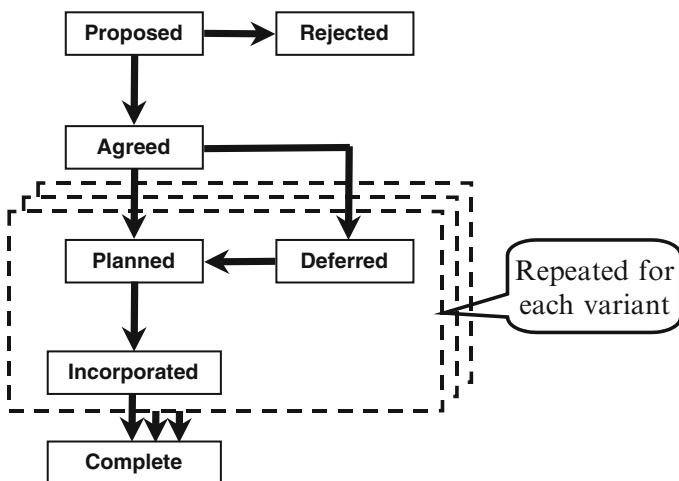 Proposed
Rejected
Agreed
Planned
Deferred
Repeated for
each variant
Incorporated
Complete